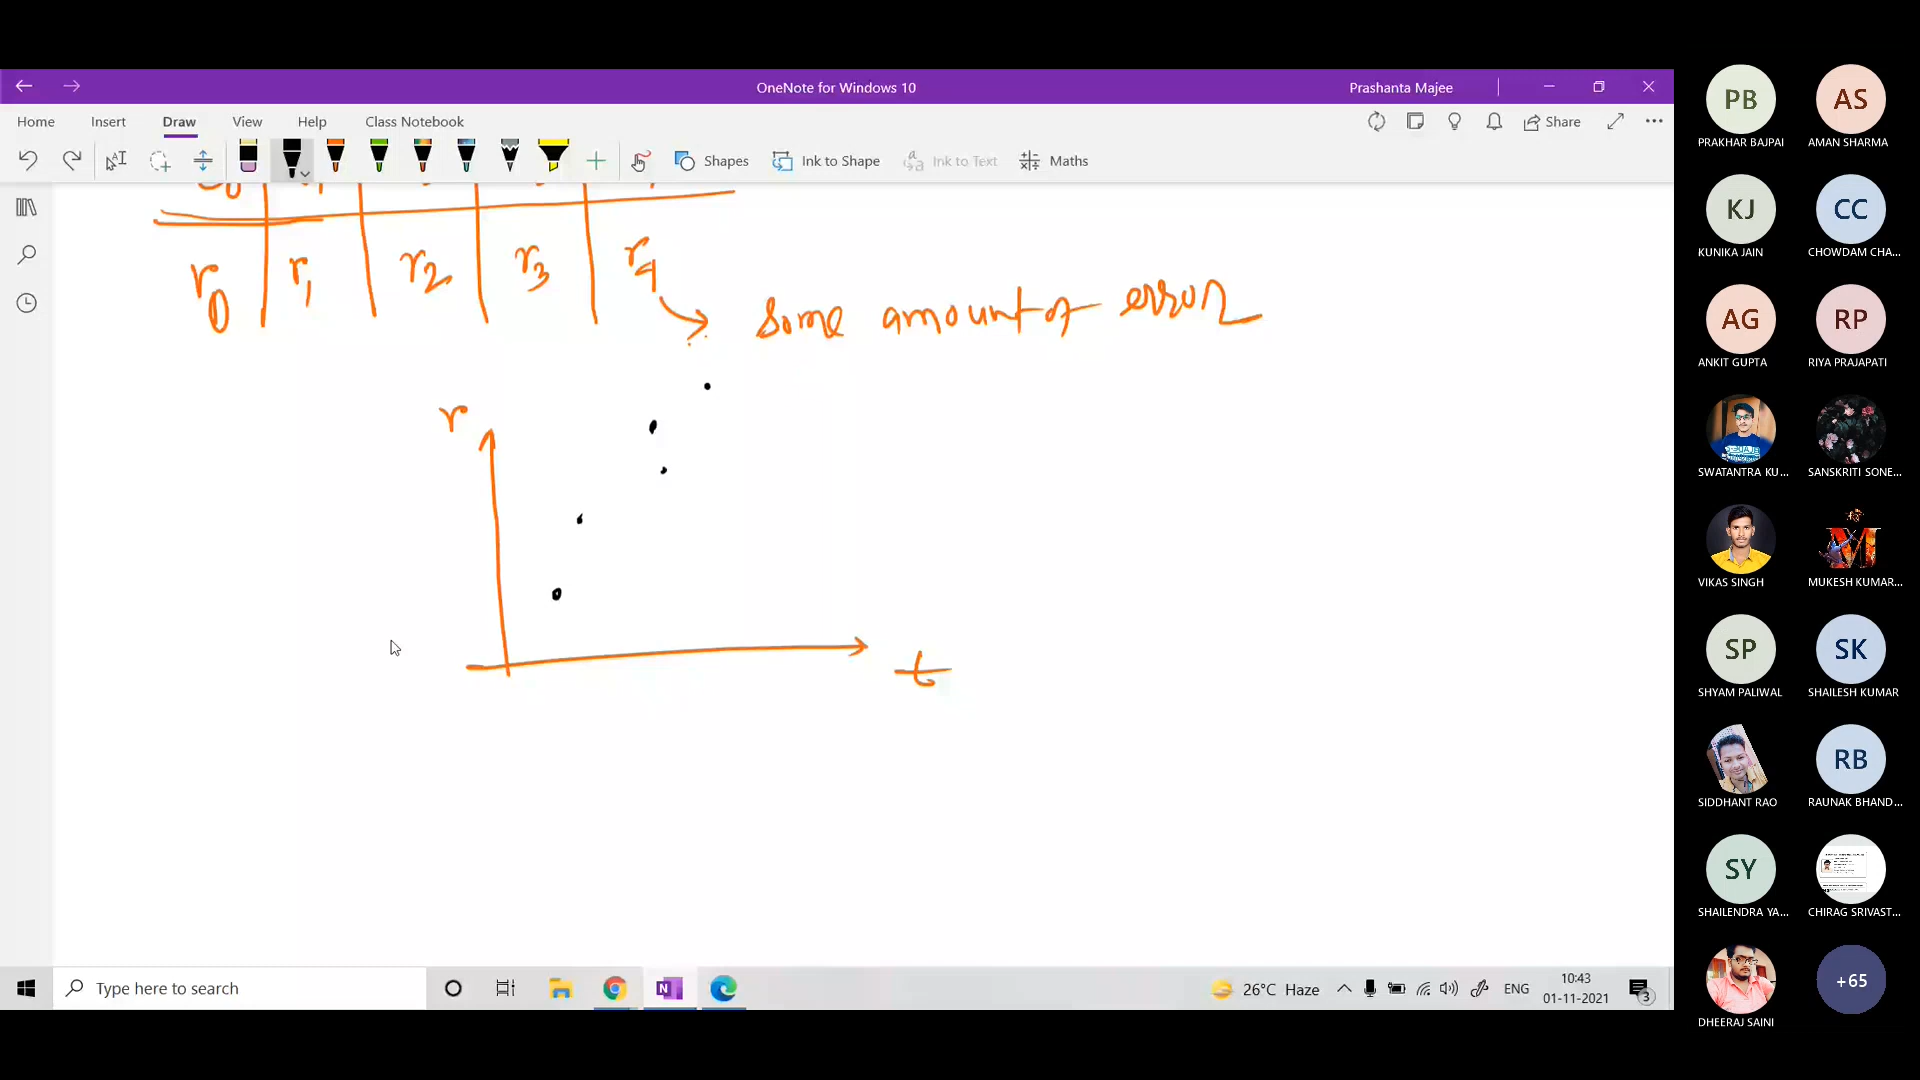 OneNote for Windows 10
Prashanta Majee
Home Insert Draw View Help Class Notebook
Share
Shapes Ink to Shape Ink to Text Maths
r0 r1 r2 r3 r4
some amount of error
r
t
PB
PRAKHAR BAJPAI
AS
AMAN SHARMA
KJ
KUNIKA JAIN
CC
CHOWDAM CHA...
AG
ANKIT GUPTA
RP
RIYA PRAJAPATI
SWATANTRA KU...
SANSKRITI SONE...
VIKAS SINGH
M
MUKESH KUMAR...
SP
SHYAM PALIWAL
SK
SHAILESH KUMAR
SIDDHANT RAO
RB
RAUNAK BHAND...
SY
SHAILENDRA YA...
CHIRAG SRIVAST...
DHEERAJ SAINI
+65
Type here to search
26°C Haze
ENG
10:43
01-11-2021
3